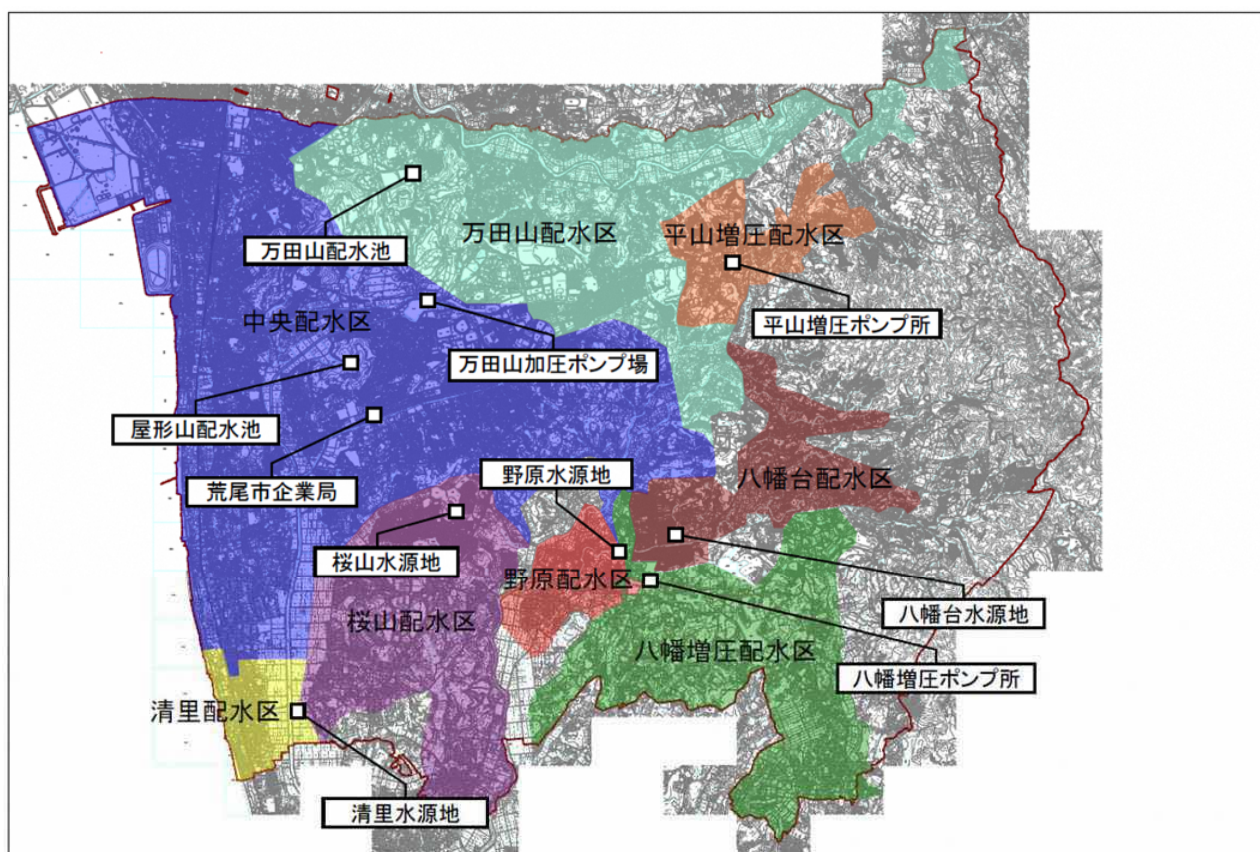 万田山配水区
平山増圧配水区
万田山配水池
中央配水区
平山増圧ポンプ所
万田山加圧ポンプ場
屋形山配水池
野原水源地
八幡台配水区
荒尾市企業局
桜山水源地
野原配水区
八幡台水源地
桜山配水区
八幡増圧配水区
八幡増圧ポンプ所
清里配水区
清里水源地